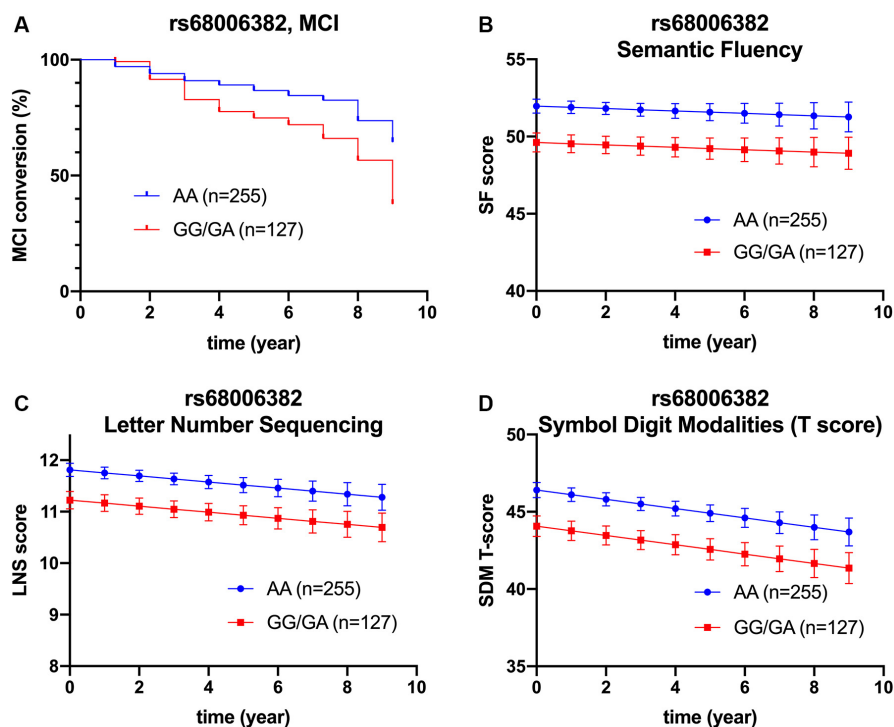 A
rs68006382, MCI
100
50
0
MCI conversion (%)
AA (n=255)
GG/GA (n=127)
0 2 4 6 8 10
time (year)
B
rs68006382
Semantic Fluency
55
50
45
40
SF score
AA (n=255)
GG/GA (n=127)
0 2 4 6 8 10
time (year)
C
rs68006382
Letter Number Sequencing
12
11
10
9
8
LNS score
AA (n=255)
GG/GA (n=127)
0 2 4 6 8 10
time (year)
D
rs68006382
Symbol Digit Modalities (T score)
50
45
40
35
SDM T-score
AA (n=255)
GG/GA (n=127)
0 2 4 6 8 10
time (year)